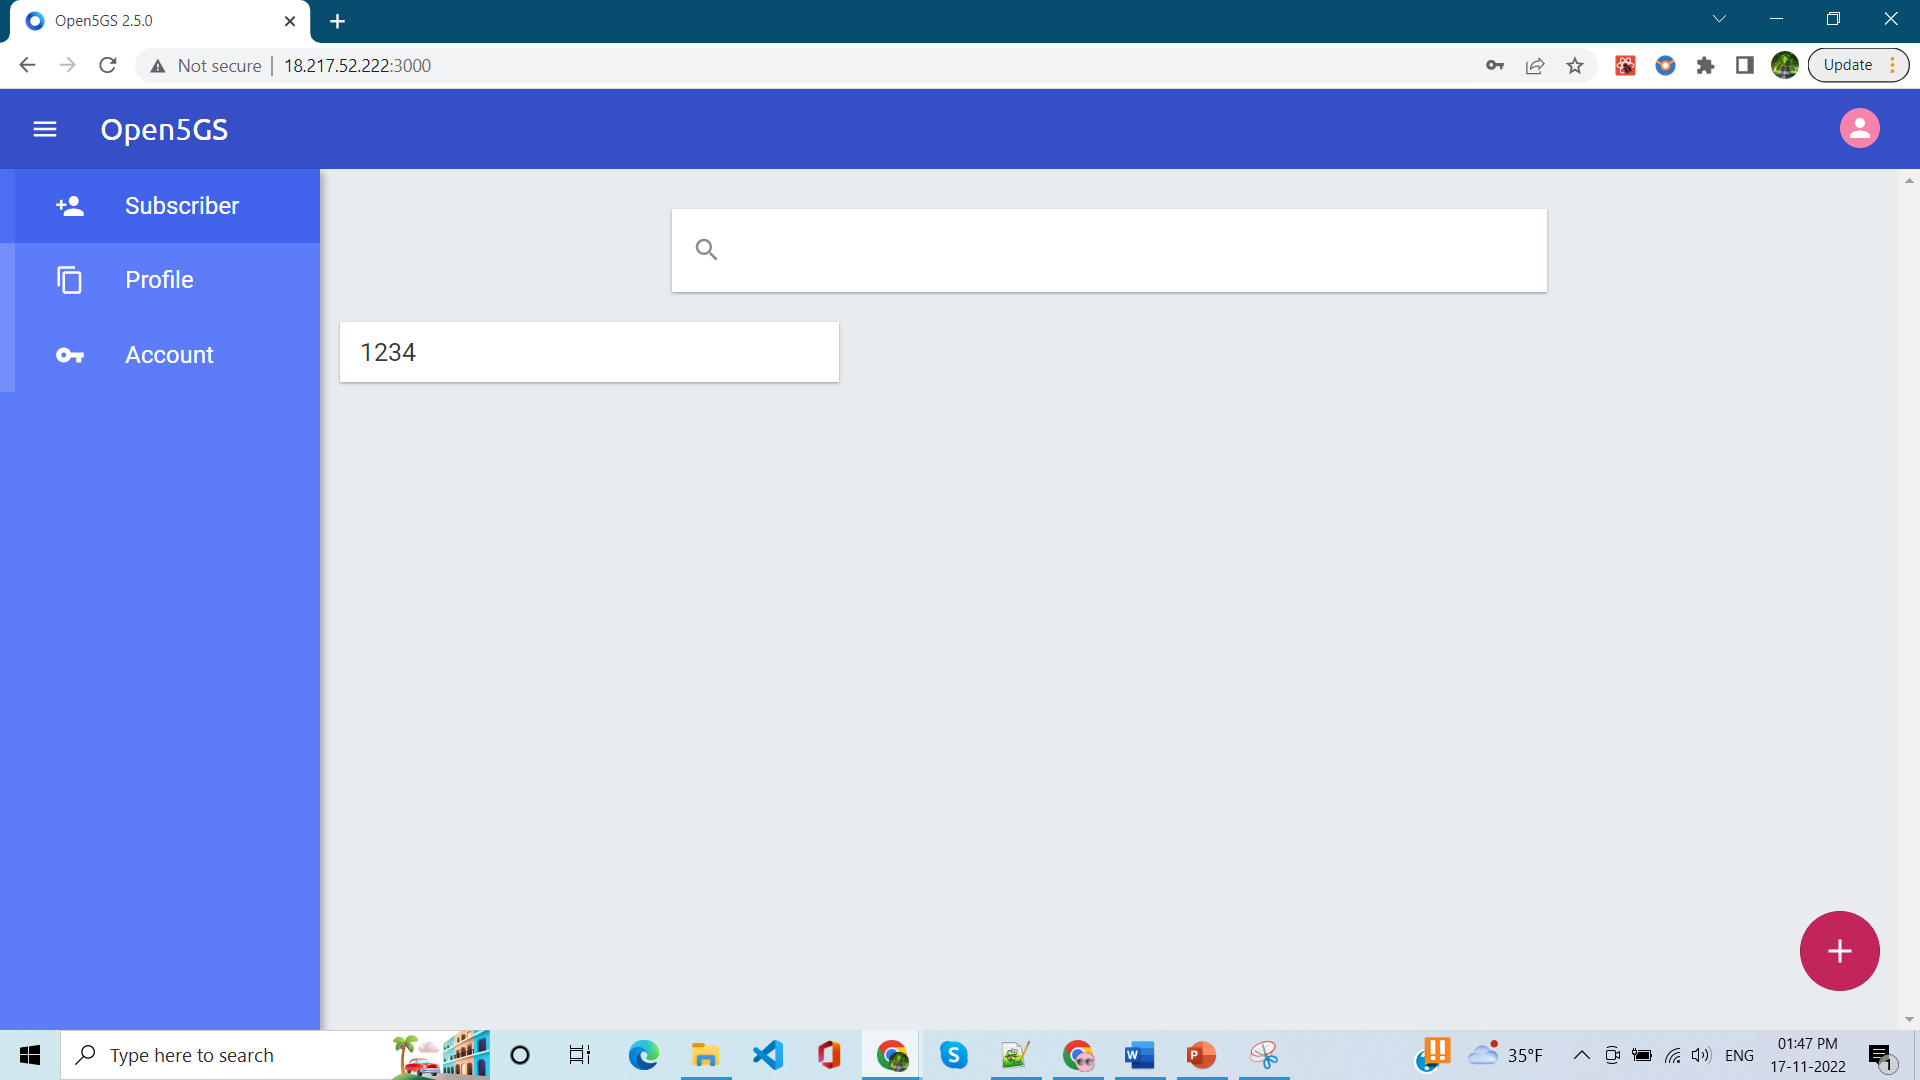 Open5GS 2.5.0
Not secure
18.217.52.222:3000
Update
Open5GS
Subscriber
Profile
Account
1234
Type here to search
35°F
ENG
01:47 PM
17-11-2022
1